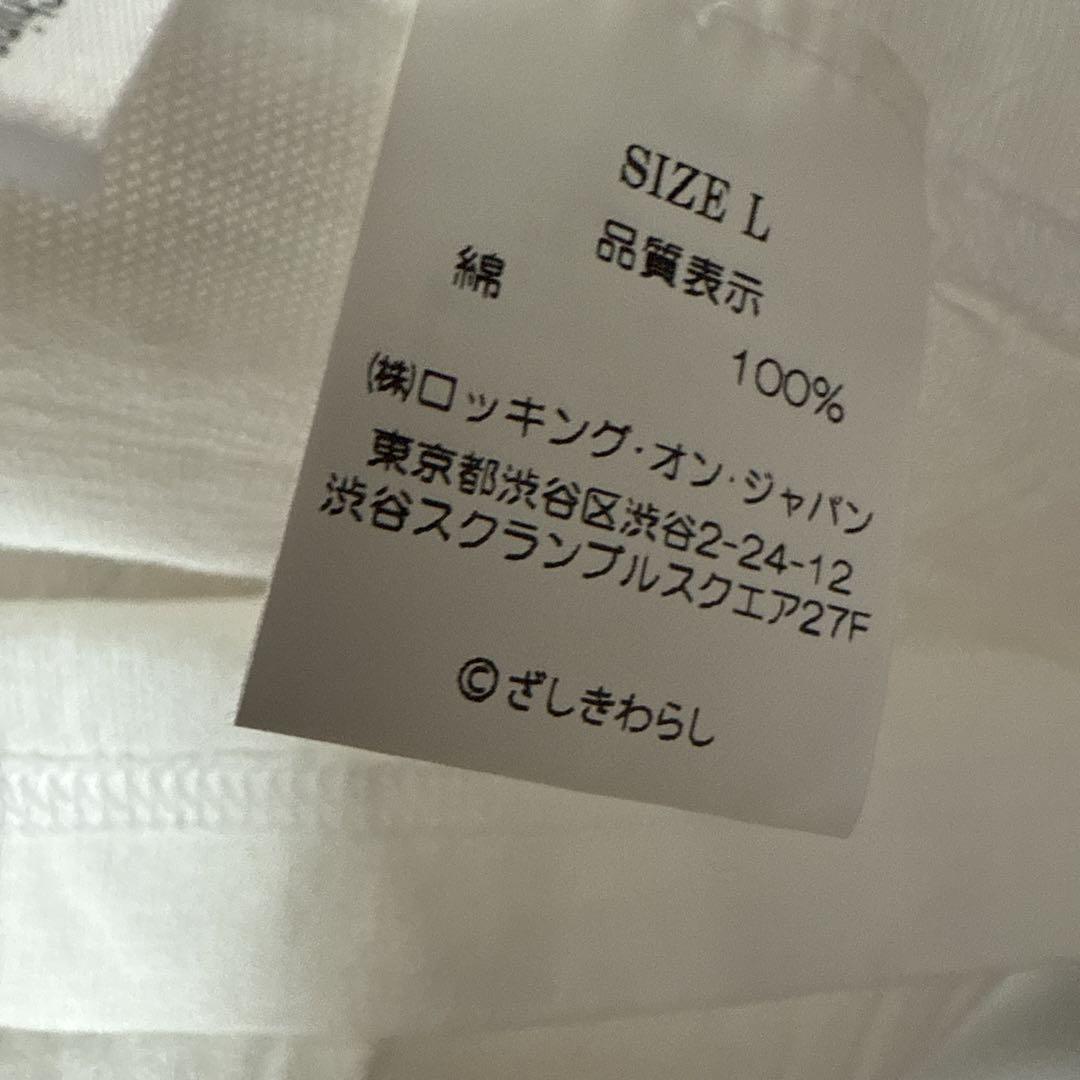 SIZE L
品質表示
綿 100%
(株)ロッキング・オン・ジャパン
東京都渋谷区渋谷2-24-12
渋谷スクランブルスクエア27F
©ざしきわらし